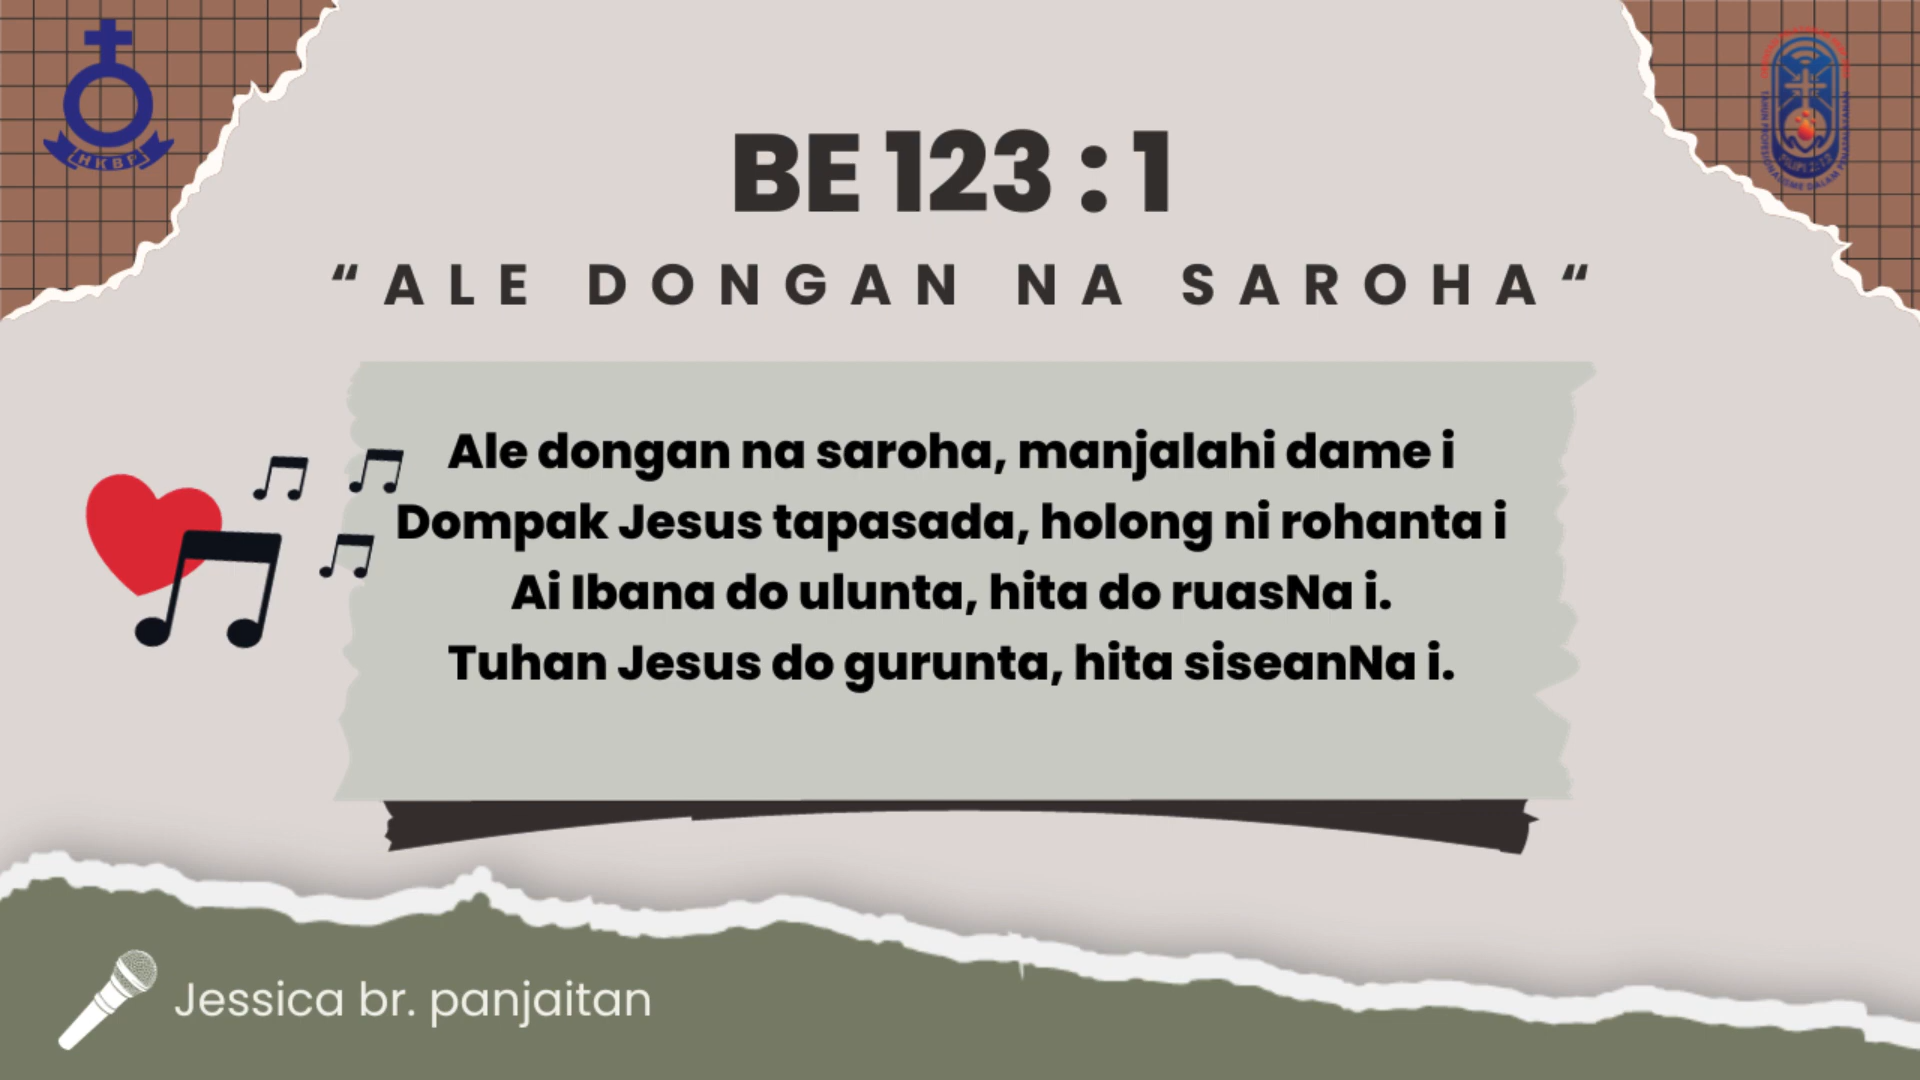 HKBP
BE 123 : 1
“ALE DONGAN NA SAROHA“
Ale dongan na saroha, manjalahi dame i
Dompak Jesus tapasada, holong ni rohanta i
Ai Ibana do ulunta, hita do ruasNa i.
Tuhan Jesus do gurunta, hita siseanNa i.
Jessica br. panjaitan